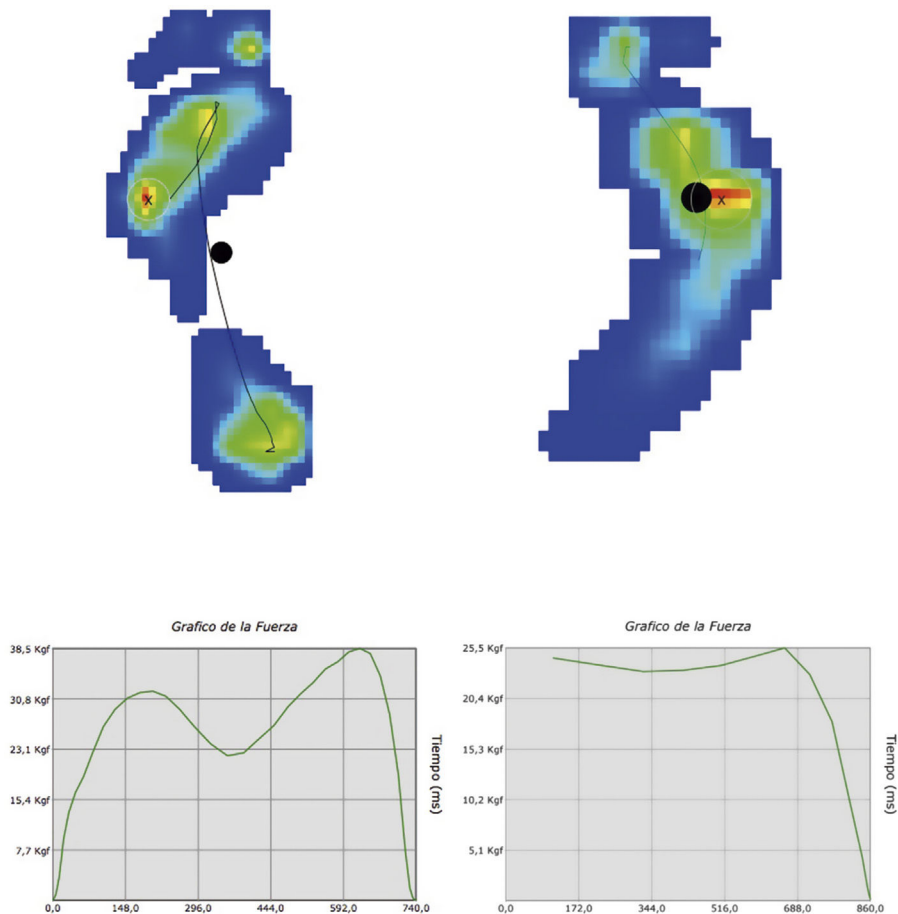 X
X
Grafico de la Fuerza
38,5 Kgf
30,8 Kgf
23,1 Kgf
15,4 Kgf
7,7 Kgf
0,0 148,0 296,0 444,0 592,0 740,0
Tiempo (ms)
Grafico de la Fuerza
25,5 Kgf
20,4 Kgf
15,3 Kgf
10,2 Kgf
5,1 Kgf
0,0 172,0 344,0 516,0 688,0 860,0
Tiempo (ms)